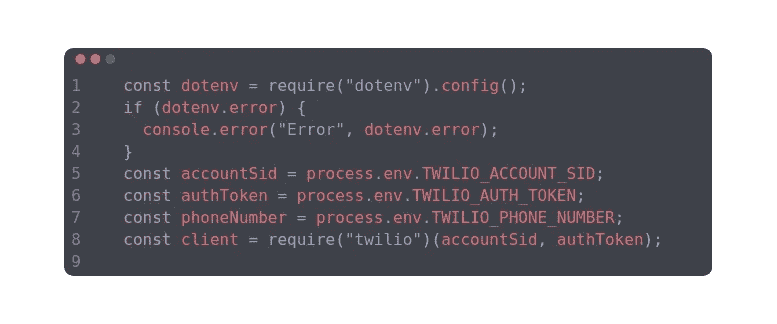 1 const dotenv = require("dotenv").config();
2 if (dotenv.error) {
3 console.error("Error", dotenv.error);
4 }
5 const accountSid = process.env.TWILIO_ACCOUNT_SID;
6 const authToken = process.env.TWILIO_AUTH_TOKEN;
7 const phoneNumber = process.env.TWILIO_PHONE_NUMBER;
8 const client = require("twilio")(accountSid, authToken);
9